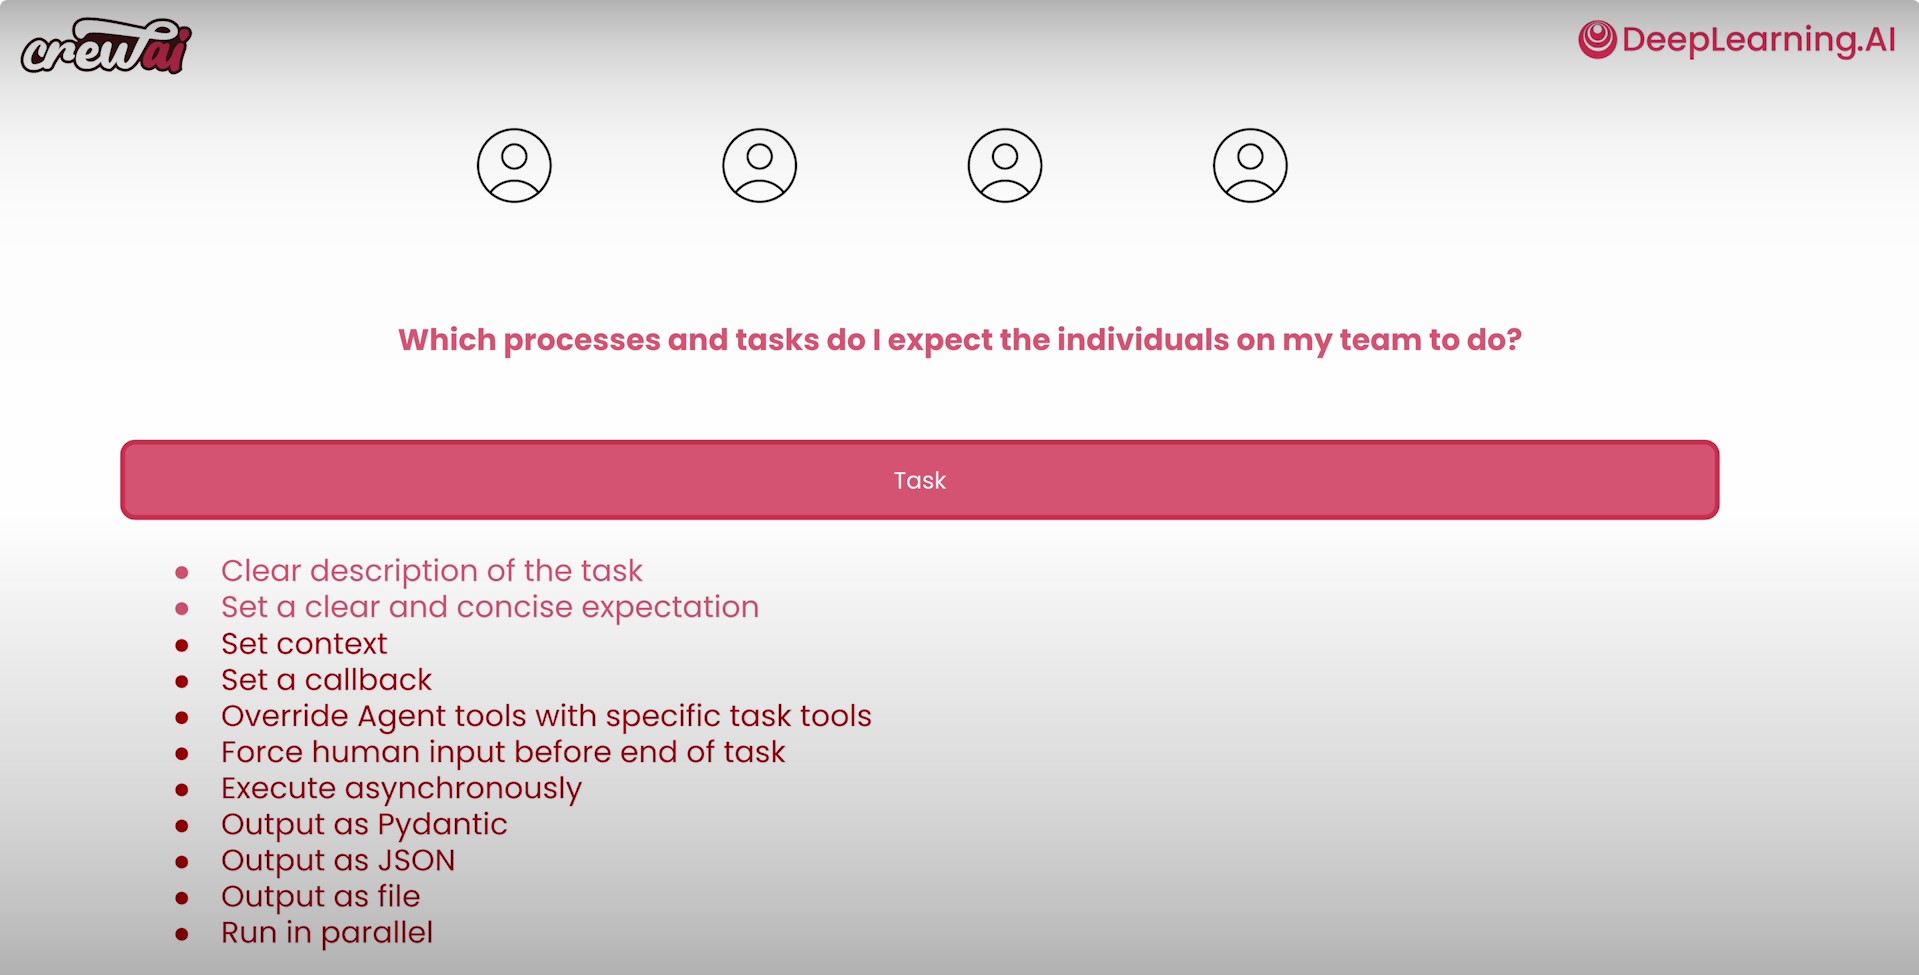 crewai
DeepLearning.AI
Which processes and tasks do I expect the individuals on my team to do?
Task
● Clear description of the task
● Set a clear and concise expectation
● Set context
● Set a callback
● Override Agent tools with specific task tools
● Force human input before end of task
● Execute asynchronously
● Output as Pydantic
● Output as JSON
● Output as file
● Run in parallel